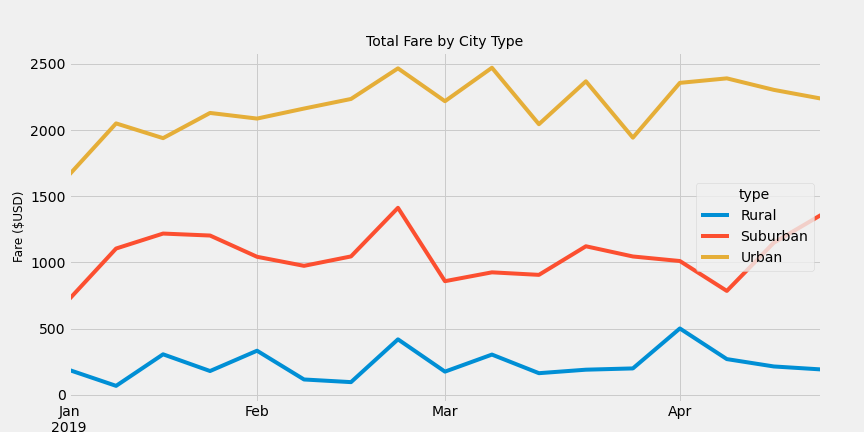 Total Fare by City Type
Fare ($USD)
2500
2000
1500
1000
500
0
type
Rural
Suburban
Urban
Jan Feb Mar Apr
2019